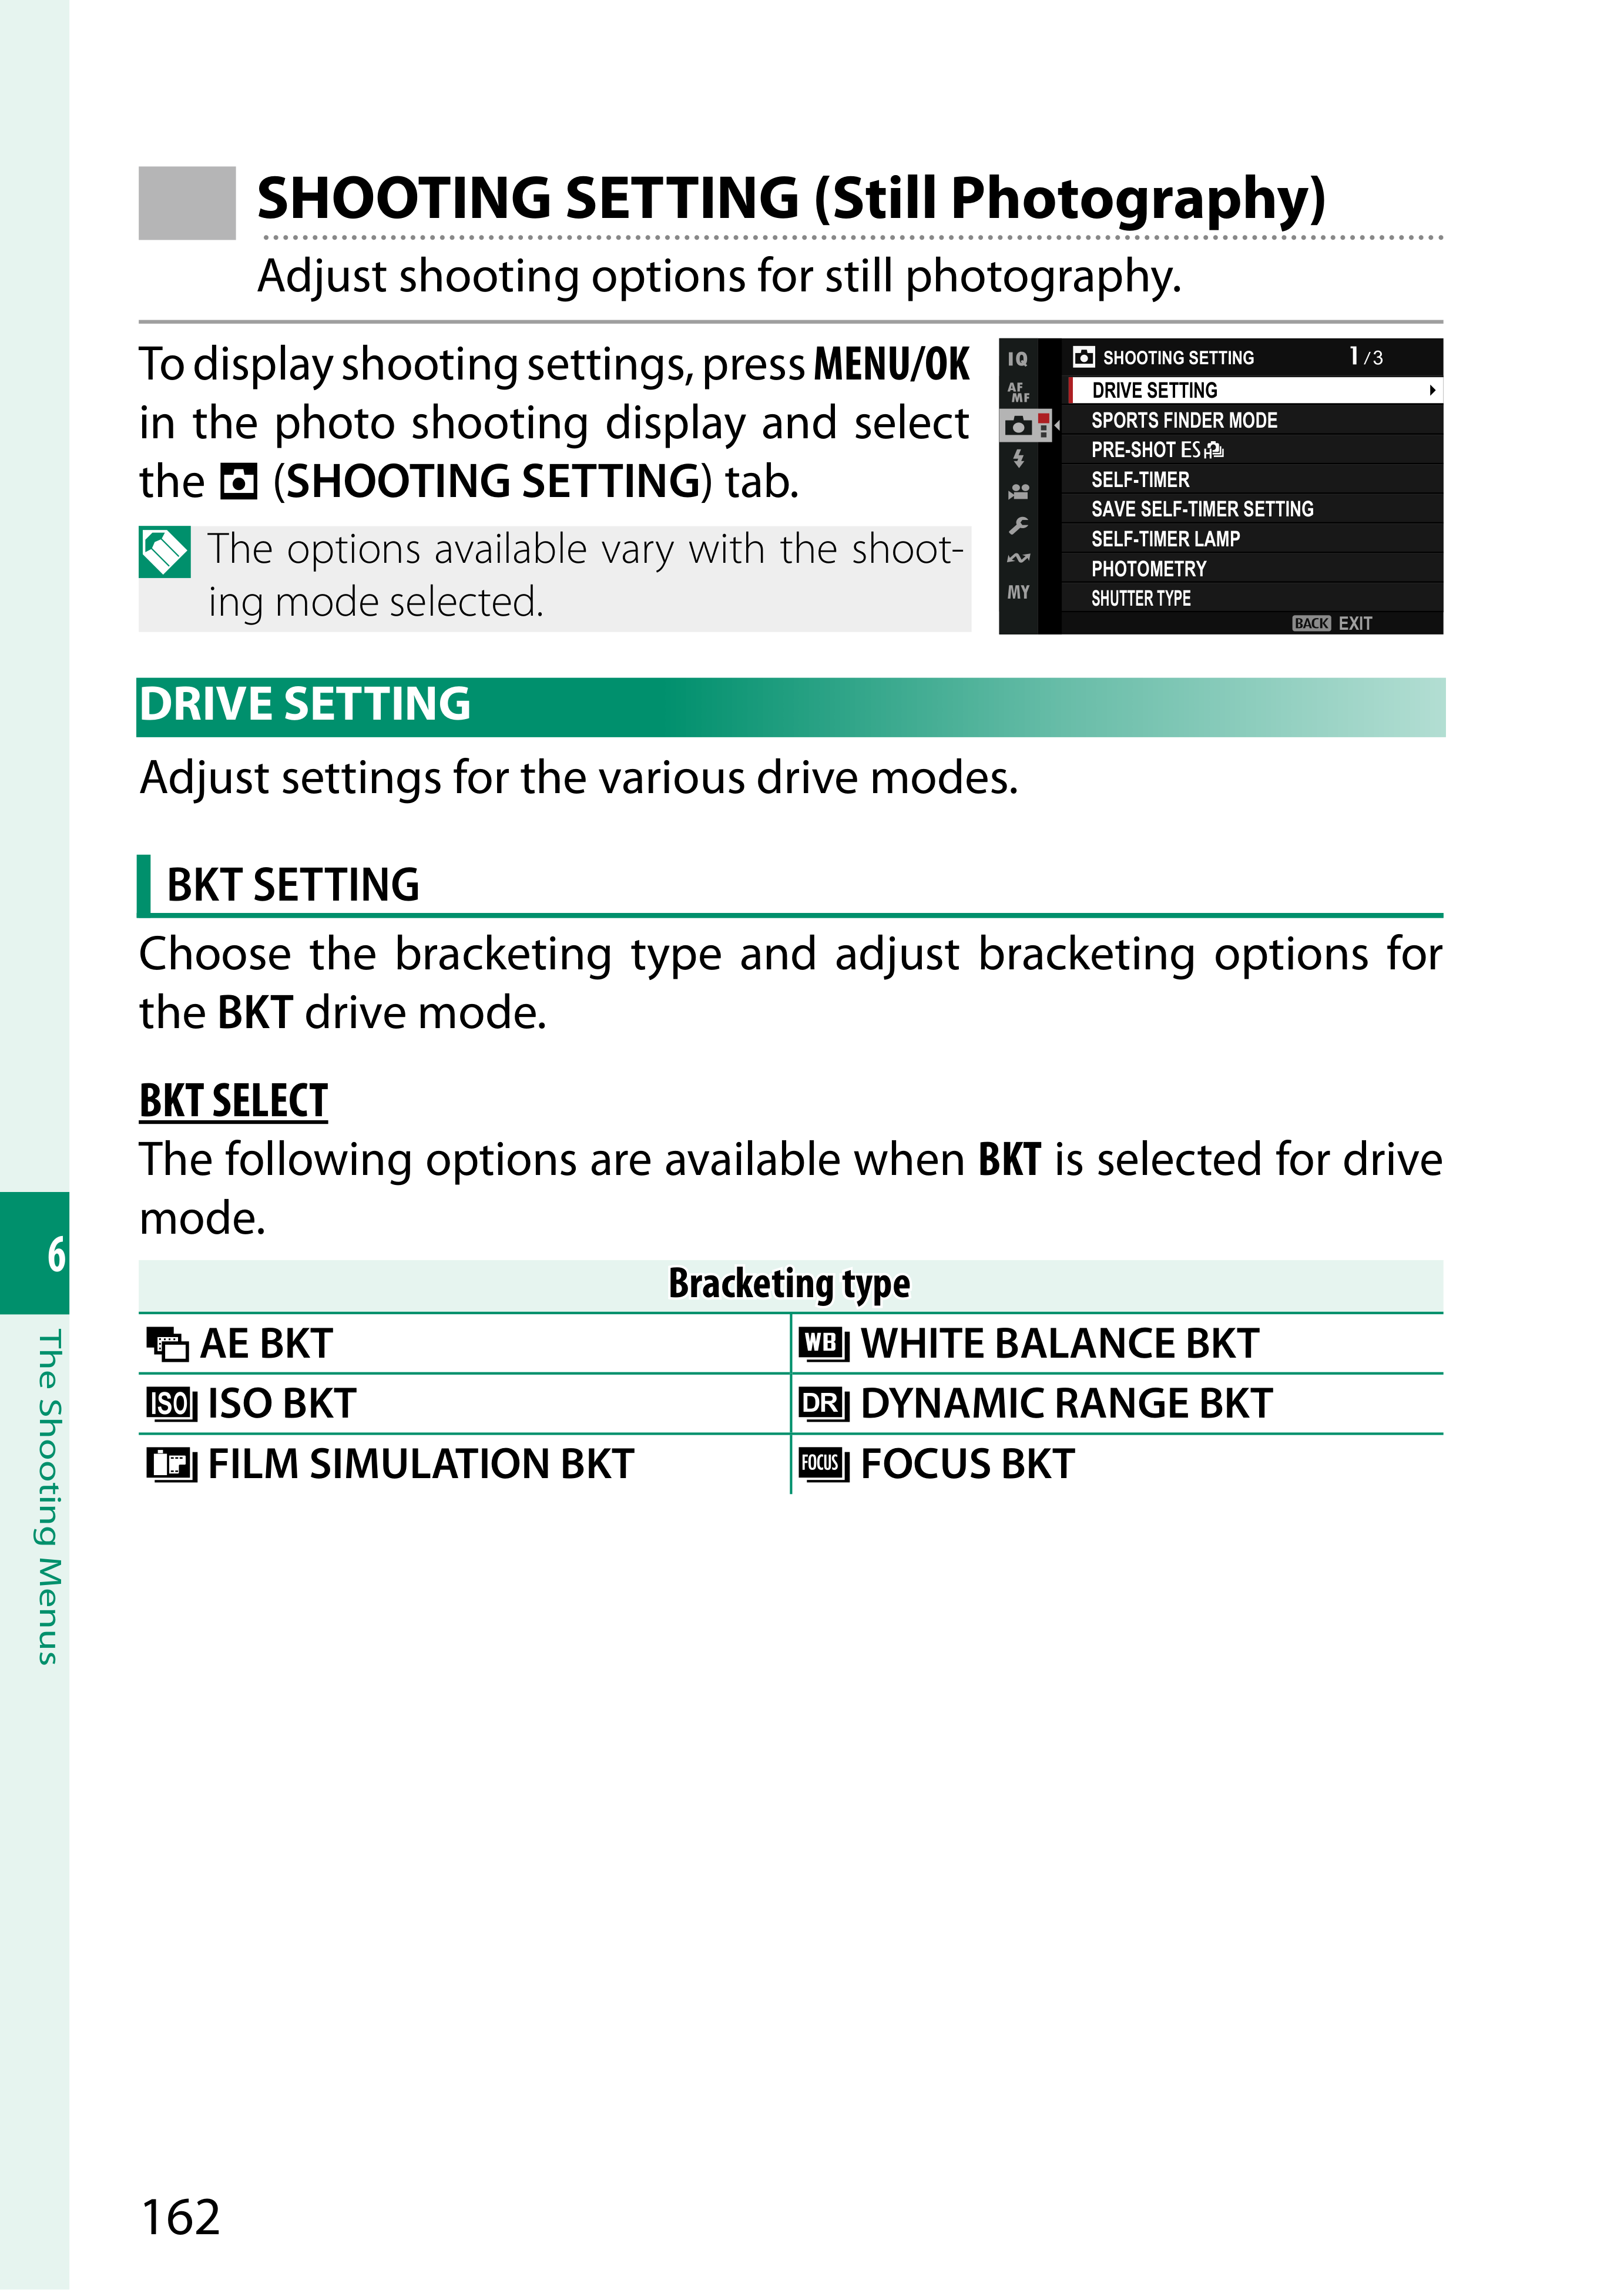 SHOOTING SETTING (Still Photography)
Adjust shooting options for still photography.
To display shooting settings, press MENU/OK
in the photo shooting display and select
the (SHOOTING SETTING) tab.
The options available vary with the shoot-
ing mode selected.
IQ
AF
MF
MY
SHOOTING SETTING 1/3
DRIVE SETTING
SPORTS FINDER MODE
PRE-SHOT ES H
SELF-TIMER
SAVE SELF-TIMER SETTING
SELF-TIMER LAMP
PHOTOMETRY
SHUTTER TYPE
BACK EXIT
DRIVE SETTING
Adjust settings for the various drive modes.
BKT SETTING
Choose the bracketing type and adjust bracketing options for
the BKT drive mode.
BKT SELECT
The following options are available when BKT is selected for drive
mode.
Bracketing type
AE BKT
WB WHITE BALANCE BKT
ISO ISO BKT
DR DYNAMIC RANGE BKT
FILM SIMULATION BKT
FOCUS FOCUS BKT
6
The Shooting Menus
162